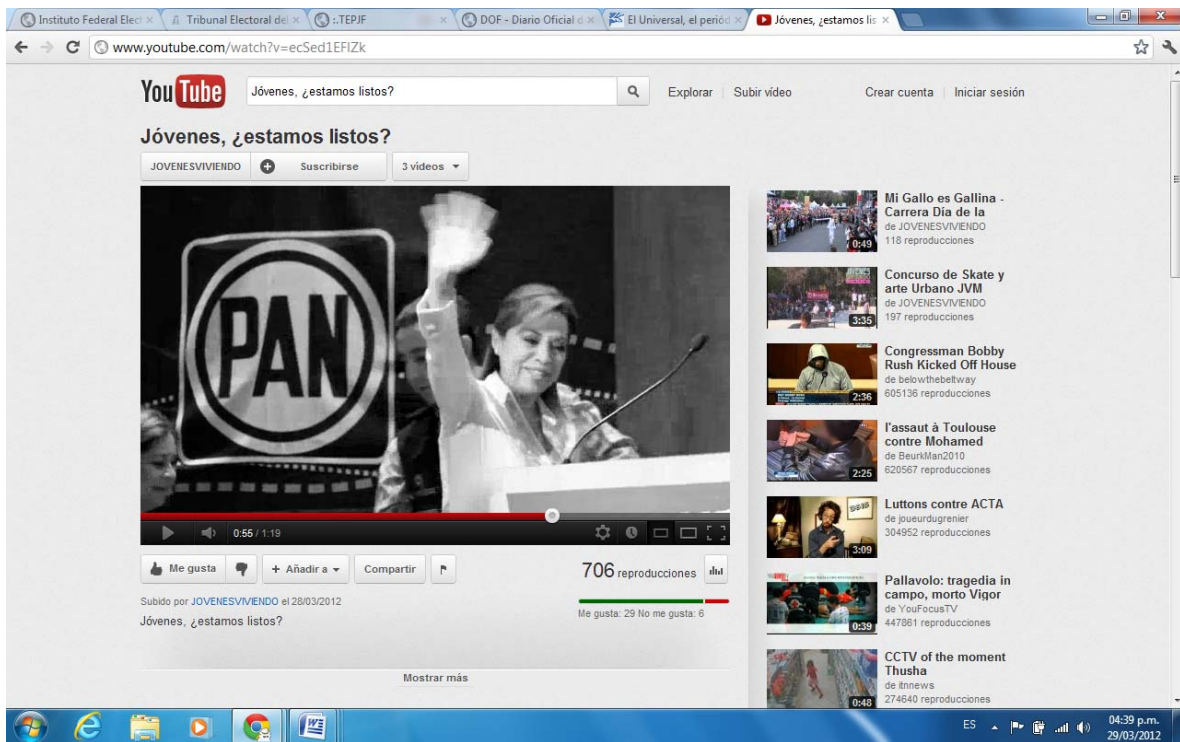 Instituto Federal Elect
Tribunal Electoral del
:.TEPJF
DOF - Diario Oficial d
El Universal, el periód
Jóvenes, ¿estamos lis
www.youtube.com/watch?v=ecSed1EFIZk
YouTube
Jóvenes, ¿estamos listos?
Explorar
Subir vídeo
Crear cuenta
Iniciar sesión
Jóvenes, ¿estamos listos?
JOVENESVIVIENDO
Suscribirse
3 vídeos
PAN
0:55 / 1:19
Me gusta
Añadir a
Compartir
706 reproducciones
Subido por JOVENESVIVIENDO el 28/03/2012
Me gusta: 29 No me gusta: 6
Jóvenes, ¿estamos listos?
Mostrar más
Mi Gallo es Gallina -
Carrera Día de la
de JOVENESVIVIENDO
118 reproducciones
0:49
Concurso de Skate y
arte Urbano JVM
de JOVENESVIVIENDO
197 reproducciones
3:35
Congressman Bobby
Rush Kicked Off House
de belowthebeltway
605136 reproducciones
2:36
l'assaut à Toulouse
contre Mohamed
de BeurkMan2010
620567 reproducciones
2:25
Luttons contre ACTA
de joueurdugrenier
304952 reproducciones
3:09
Pallavolo: tragedia in
campo, morto Vigor
de YouFocusTV
447861 reproducciones
0:39
CCTV of the moment
Thusha
de itnnews
274640 reproducciones
0:48
ES
04:39 p.m.
29/03/2012